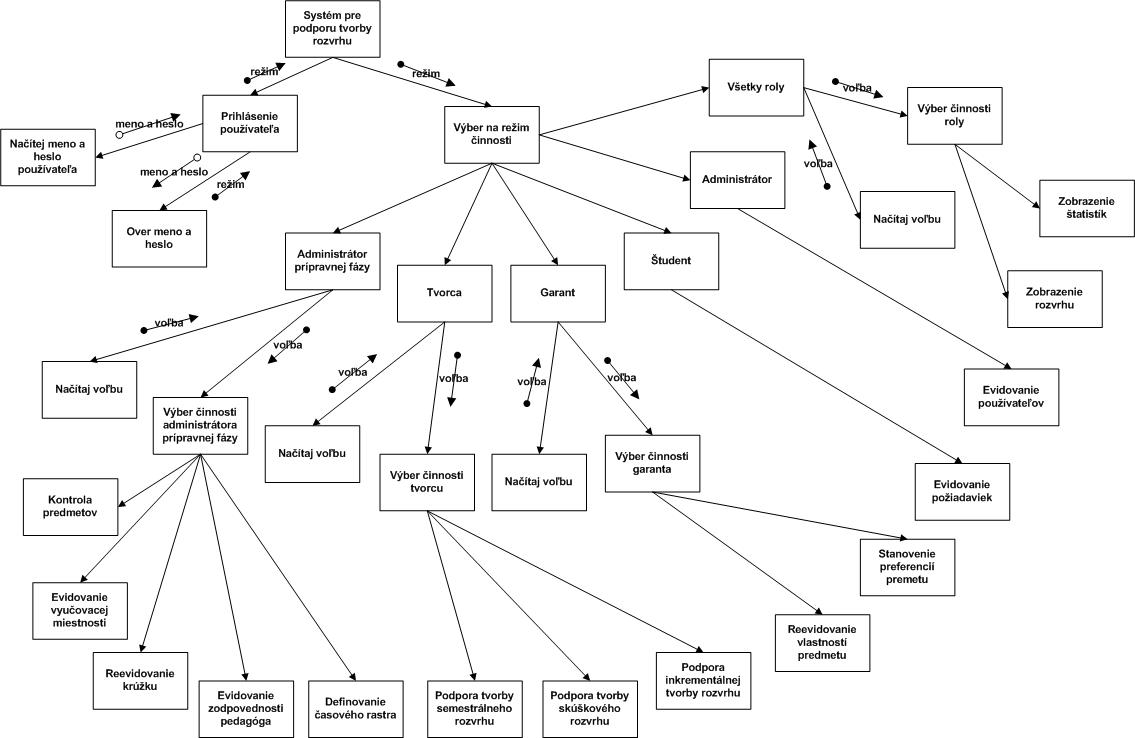 Systém pre
podporu tvorby
rozvrhu
režim
režim
Prihlásenie
používateľa
meno a heslo
Načítej meno a
heslo
používateľa
meno a heslo
režim
Over meno a
heslo
Výber na režim
činnosti
Všetky roly
voľba
Výber činnosti
roly
Administrátor
voľba
Načítaj voľbu
Zobrazenie
štatistík
Zobrazenie
rozvrhu
Administrátor
prípravnej fázy
Tvorca
Garant
Študent
voľba
voľba
voľba
voľba
voľba
voľba
Načítaj voľbu
Výber činnosti
administrátora
prípravnej fázy
Načítaj voľbu
Výber činnosti
tvorcu
Načítaj voľbu
Výber činnosti
garanta
Evidovanie
používateľov
Evidovanie
požiadaviek
Kontrola
predmetov
Evidovanie
vyučovacej
miestnosti
Reevidovanie
krúžku
Evidovanie
zodpovednosti
pedagóga
Definovanie
časového rastra
Podpora tvorby
semestrálneho
rozvrhu
Podpora tvorby
skúškového
rozvrhu
Podpora
inkrementálnej
tvorby rozvrhu
Reevidovanie
vlastností
predmetu
Stanovenie
preferencií
premetu